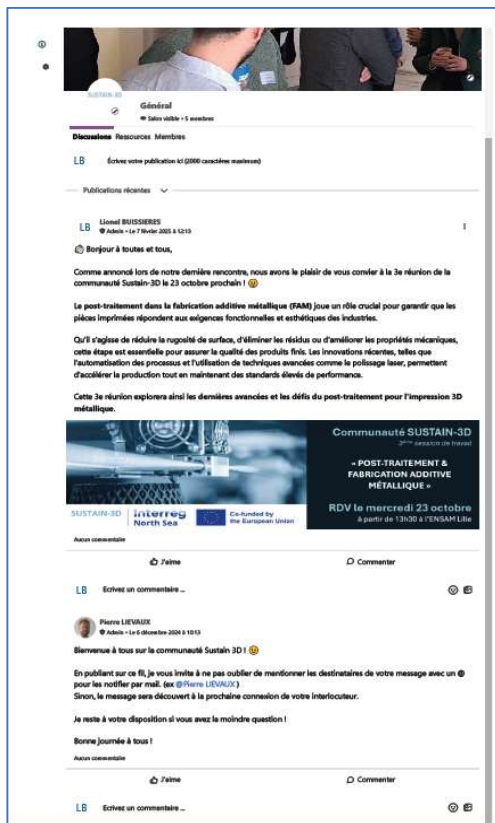 SUSTAIN-3D
Général
Salon visible • 5 membres
Discussions Ressources Membres
LB Écrivez votre publication ici (2000 caractères maximum)
Publications récentes
LB Lionel BUISSIERES
Admin • Le 7 février 2025 à 12:13
Bonjour à toutes et tous,
Comme annoncé lors de notre dernière rencontre, nous avons le plaisir de vous convier à la 3e réunion de la
communauté Sustain-3D le 23 octobre prochain !
Le post-traitement dans la fabrication additive métallique (FAM) joue un rôle crucial pour garantir que les
pièces imprimées répondent aux exigences fonctionnelles et esthétiques des industries.
Qu'il s'agisse de réduire la rugosité de surface, d'éliminer les résidus ou d'améliorer les propriétés mécaniques,
cette étape est essentielle pour assurer la qualité des produits finis. Les innovations récentes, telles que
l'automatisation des processus et l'utilisation de techniques avancées comme le polissage laser, permettent
d'accélérer la production tout en maintenant des standards élevés de performance.
Cette 3e réunion explorera ainsi les dernières avancées et les défis du post-traitement pour l'impression 3D
métallique.
Communauté SUSTAIN-3D
3ème session de travail
« POST-TRAITEMENT &
FABRICATION ADDITIVE
MÉTALLIQUE »
RDV le mercredi 23 octobre
à partir de 13h30 à l'ENSAM Lille
SUSTAIN-3D Interreg
North Sea
Co-funded by
the European Union
Aucun commentaire
J'aime Commenter
LB Ecrivez un commentaire ...
Pierre LIEVAUX
Admin • Le 6 décembre 2024 à 10:13
Bienvenue à tous sur la communauté Sustain 3D !
En publiant sur ce fil, je vous invite à ne pas oublier de mentionner les destinataires de votre message avec un @
pour les notifier par mail. (ex @Pierre LIEVAUX )
Sinon, le message sera découvert à la prochaine connexion de votre interlocuteur.
Je reste à votre disposition si vous avez la moindre question !
Bonne journée à tous !
Aucun commentaire
J'aime Commenter
LB Ecrivez un commentaire ...